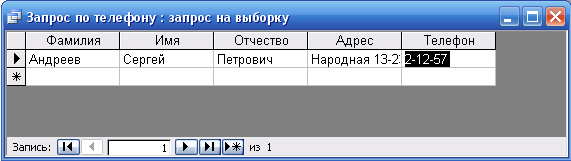 Запрос по телефону : запрос на выборку
Фамилия Имя Отчество Адрес Телефон
Андреев Сергей Петрович Народная 13-2 2-12-57
Запись: 1 из 1